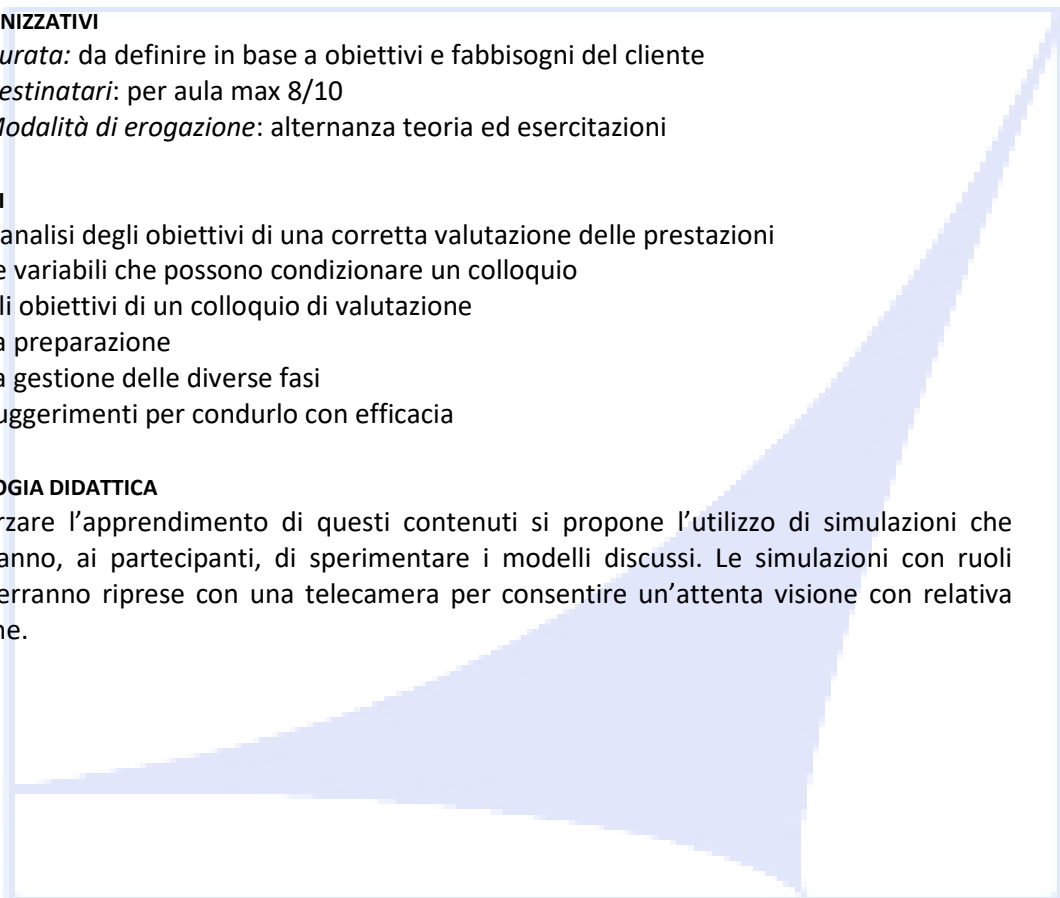 NIZZATIVI
urata: da definire in base a obiettivi e fabbisogni del cliente
estinatari: per aula max 8/10
Modalità di erogazione: alternanza teoria ed esercitazioni
I
analisi degli obiettivi di una corretta valutazione delle prestazioni
e variabili che possono condizionare un colloquio
li obiettivi di un colloquio di valutazione
a preparazione
a gestione delle diverse fasi
uggerimenti per condurlo con efficacia
OGIA DIDATTICA
rzare l’apprendimento di questi contenuti si propone l’utilizzo di simulazioni che
anno, ai partecipanti, di sperimentare i modelli discussi. Le simulazioni con ruoli
erranno riprese con una telecamera per consentire un’attenta visione con relativa
ne.